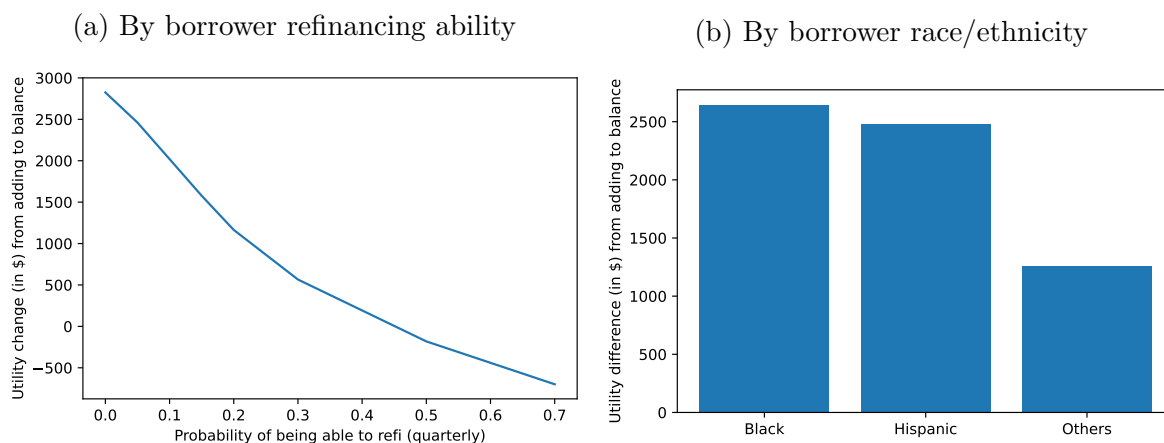 (a) By borrower refinancing ability
Utility change (in $) from adding to balance
3000
2500
2000
1500
1000
500
0
−500
0.0 0.1 0.2 0.3 0.4 0.5 0.6 0.7
Probability of being able to refi (quarterly)
(b) By borrower race/ethnicity
Utility difference (in $) from adding to balance
2500
2000
1500
1000
500
0
Black Hispanic Others